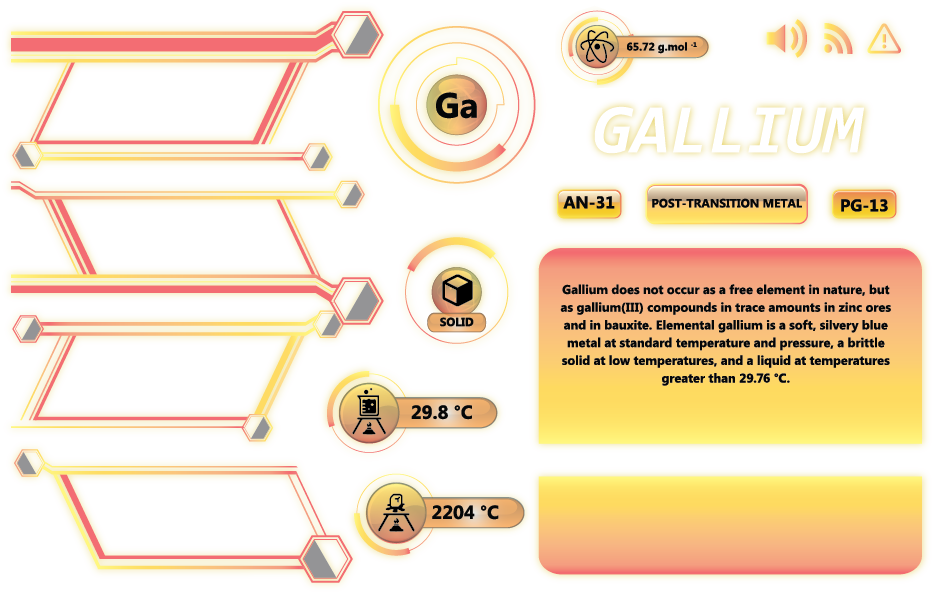 Ga
65.72 g.mol -1
GALLIUM
AN-31
POST-TRANSITION METAL
PG-13
SOLID
Gallium does not occur as a free element in nature, but
as gallium(III) compounds in trace amounts in zinc ores
and in bauxite. Elemental gallium is a soft, silvery blue
metal at standard temperature and pressure, a brittle
solid at low temperatures, and a liquid at temperatures
greater than 29.76 °C.
29.8 °C
2204 °C